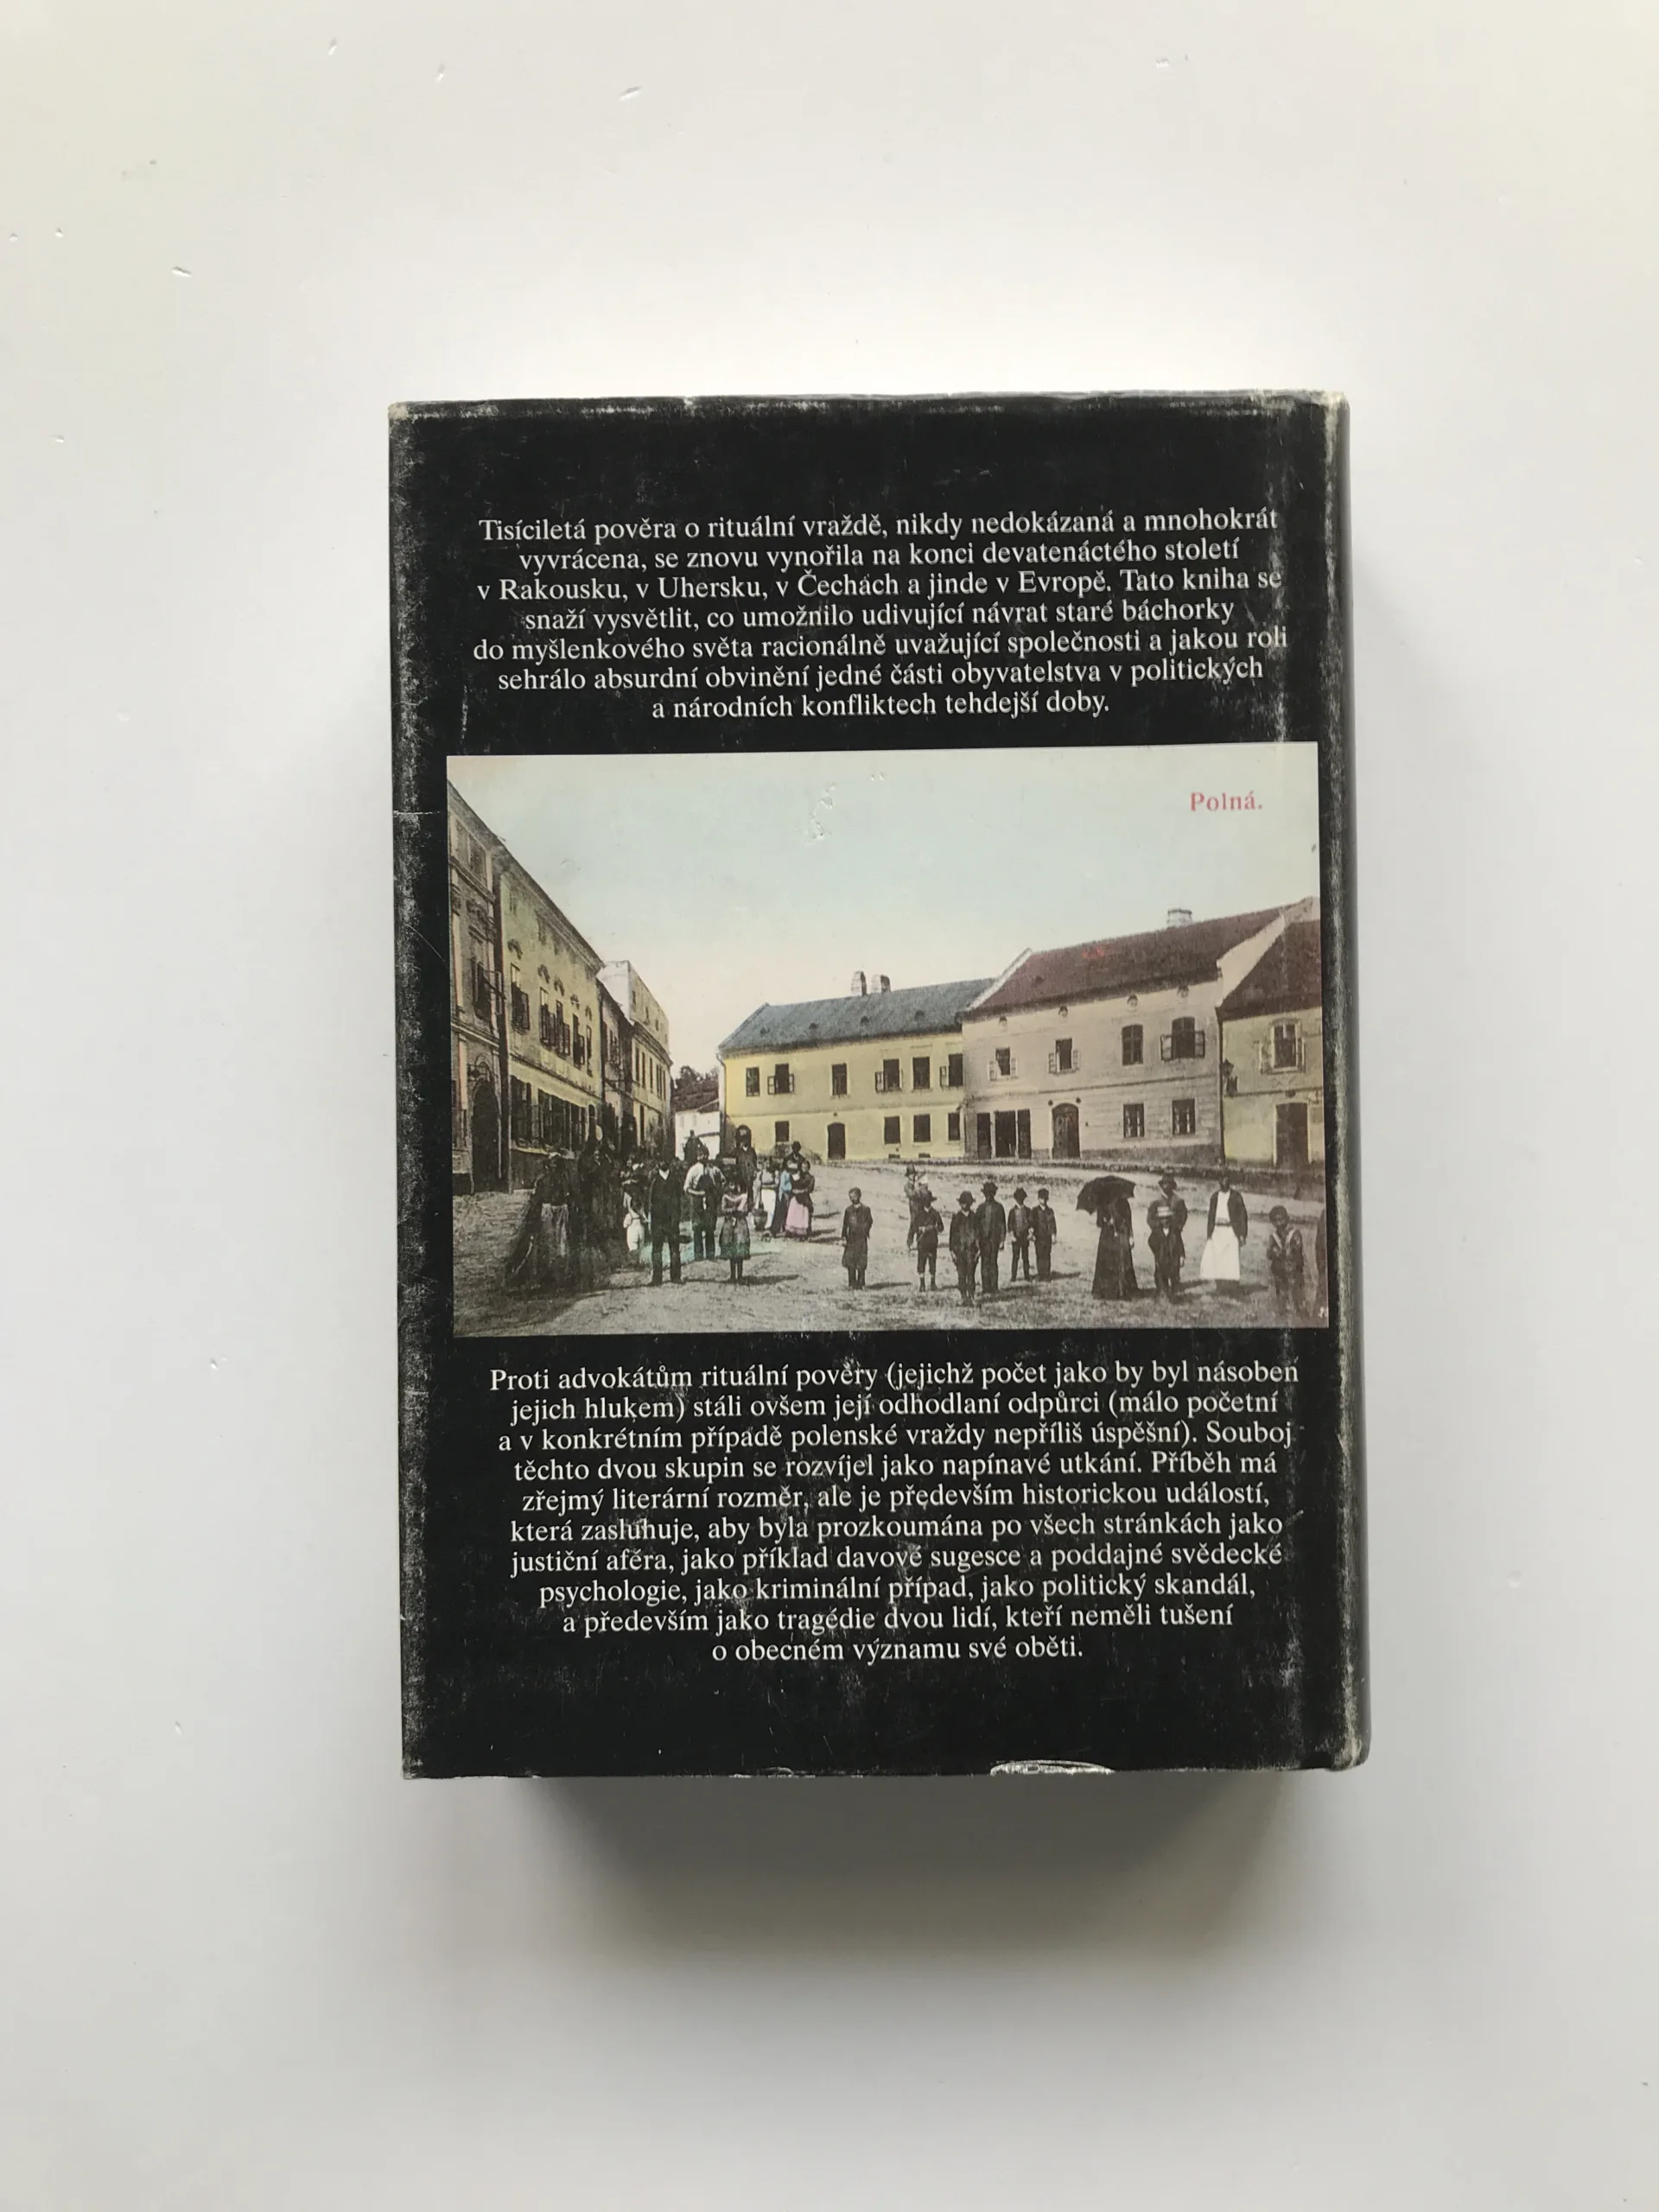 Tisíciletá pověra o rituální vraždě, nikdy nedokázaná a mnohokrát
vyvrácena, se znovu vynořila na konci devatenáctého století
v Rakousku, v Uhersku, v Čechách a jinde v Evropě. Tato kniha se
snaží vysvětlit, co umožnilo udivující návrat staré báchorky
do myšlenkového světa racionálně uvažující společnosti a jakou roli
sehrálo absurdní obvinění jedné části obyvatelstva v politických
a národních konfliktech tehdejší doby.
Polná.
Proti advokátům rituální pověry (jejichž počet jako by byl násoben
jejich hlukem) stáli ovšem její odhodlaní odpůrci (málo početní
a v konkrétním případě polenské vraždy nepříliš úspěšní). Souboj
těchto dvou skupin se rozvíjel jako napínavé utkání. Příběh má
zřejmý literární rozměr, ale je především historickou událostí,
která zasluhuje, aby byla prozkoumána po všech stránkách jako
justiční aféra, jako příklad davové sugesce a poddajné svědecké
psychologie, jako kriminální případ, jako politický skandál,
a především jako tragédie dvou lidí, kteří neměli tušení
o obecném významu své oběti.